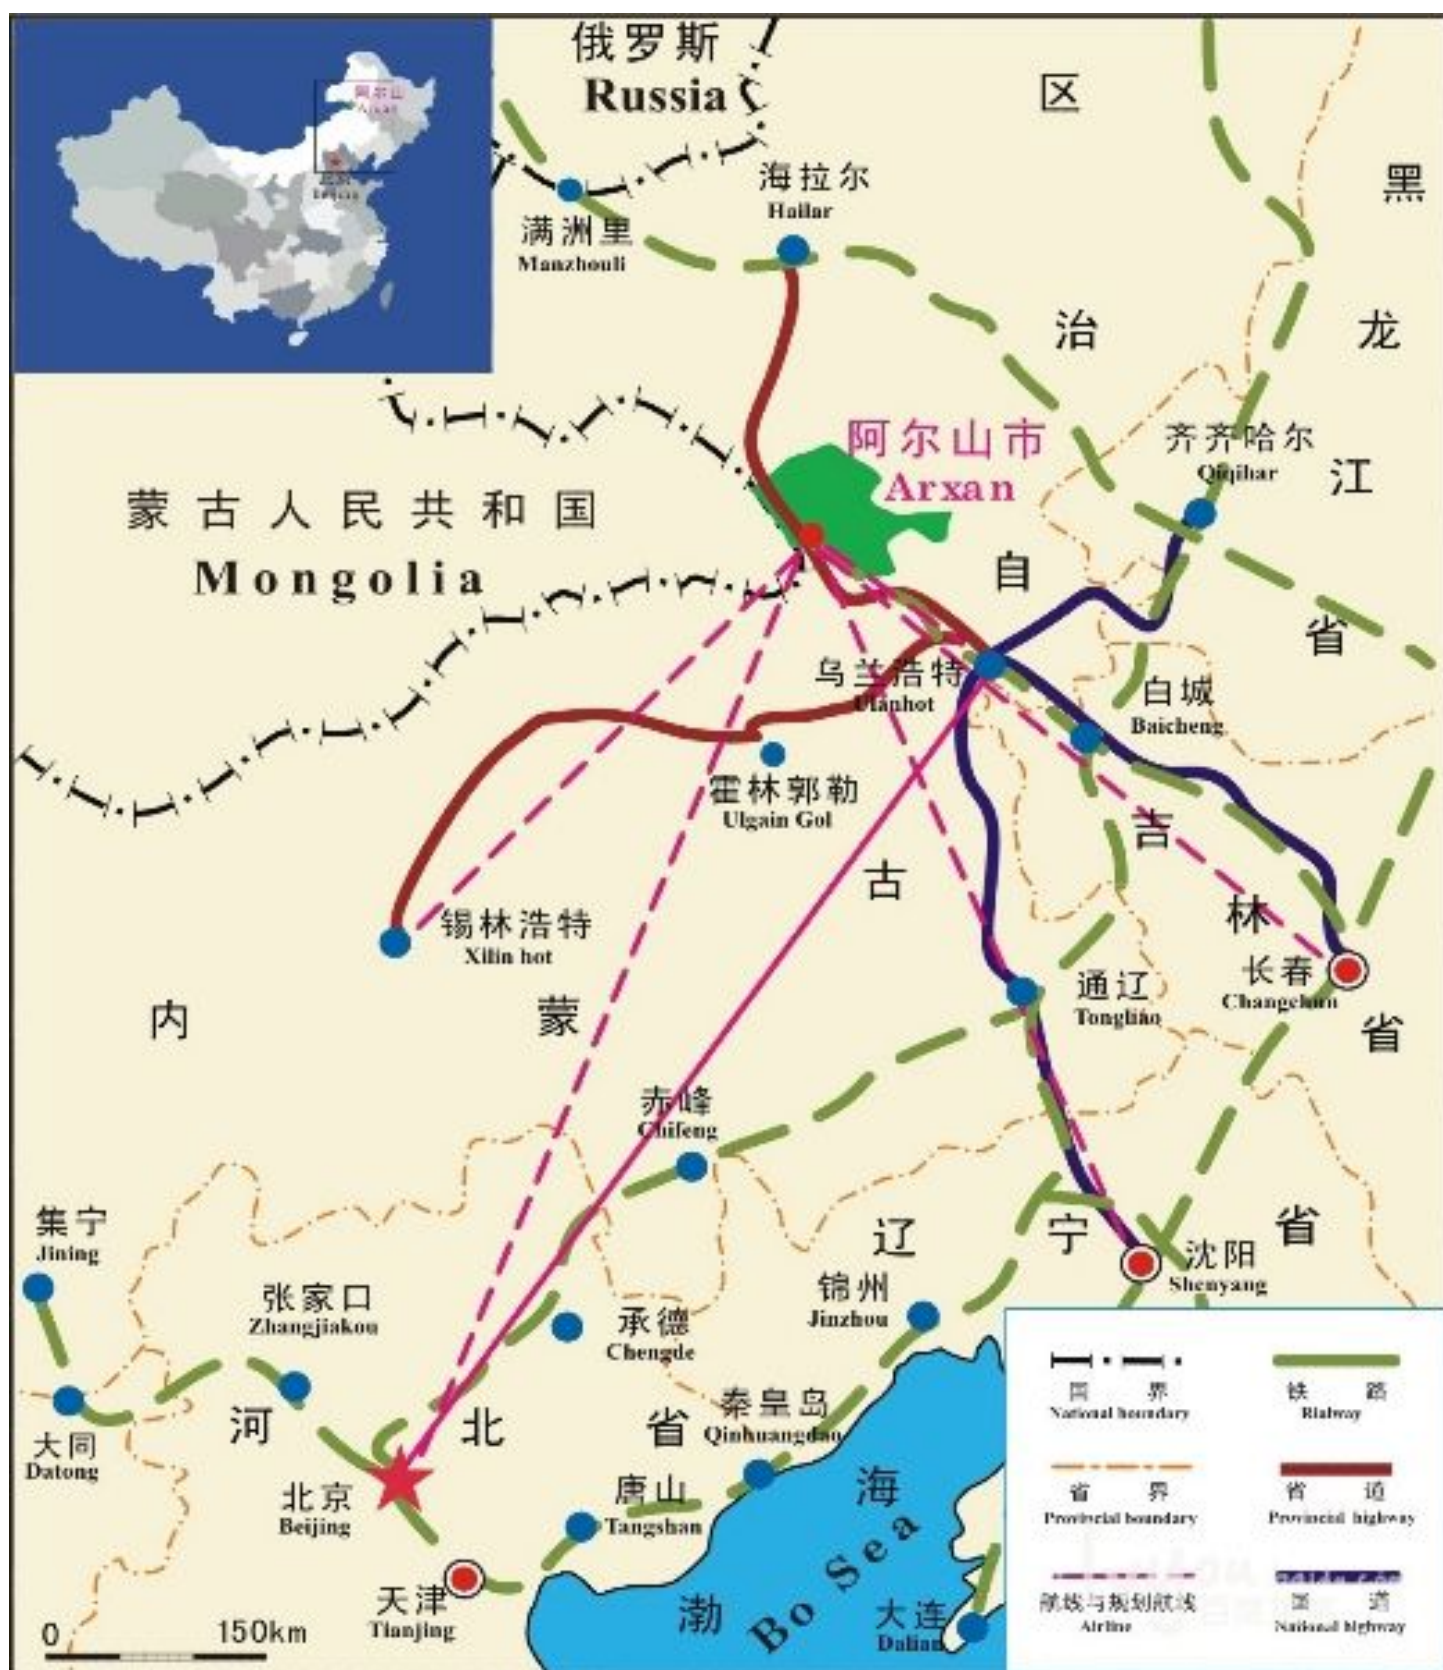 俄罗斯
Russia
阿尔山
Arxan
区
黑
海拉尔
Hailar
满洲里
Manzhouli
治
龙
阿尔山市
Arxan
齐齐哈尔
Qiqihar
江
蒙古人民共和国
Mongolia
自
省
乌兰浩特
Ulanhot
白城
Baicheng
霍林郭勒
Ulgain Gol
吉
古
林
锡林浩特
Xilin hot
长春
Changchun
通辽
Tongliao
内
蒙
省
赤峰
Chifeng
集宁
Jining
辽
宁
省
沈阳
Shenyang
张家口
Zhangjiakou
锦州
Jinzhou
承德
Chengde
河
北
省
秦皇岛
Qinhuangdao
大同
Datong
北京
Beijing
唐山
Tangshan
海
天津
Tianjing
渤
Bo Sea
大连
Dalian
0 150km
国 界
National boundary
铁 路
Rialway
省 界
Provincial boundary
省 道
Provincial highway
航线与规划航线
Airline
国 道
National highway